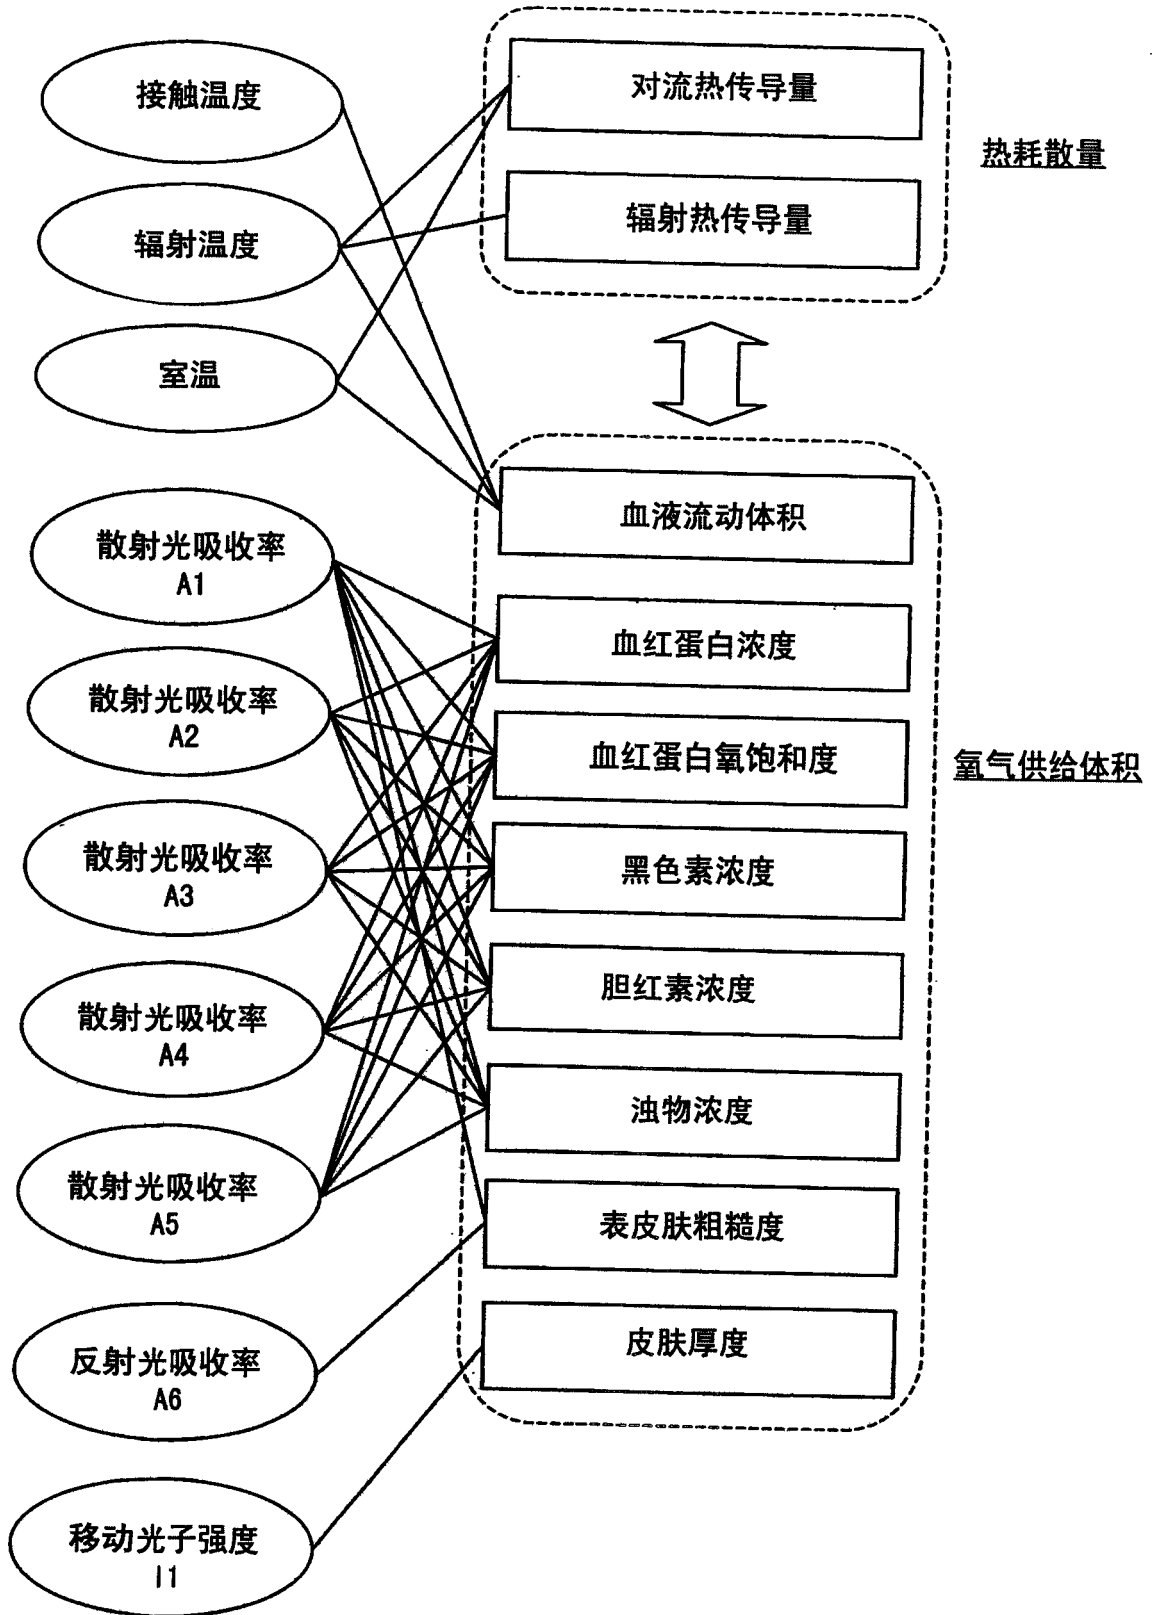 接触温度
辐射温度
室温
散射光吸收率
A1
散射光吸收率
A2
散射光吸收率
A3
散射光吸收率
A4
散射光吸收率
A5
反射光吸收率
A6
移动光子强度
I1
对流热传导量
辐射热传导量
热耗散量
血液流动体积
血红蛋白浓度
血红蛋白氧饱和度
黑色素浓度
胆红素浓度
浊物浓度
表皮肤粗糙度
皮肤厚度
氧气供给体积